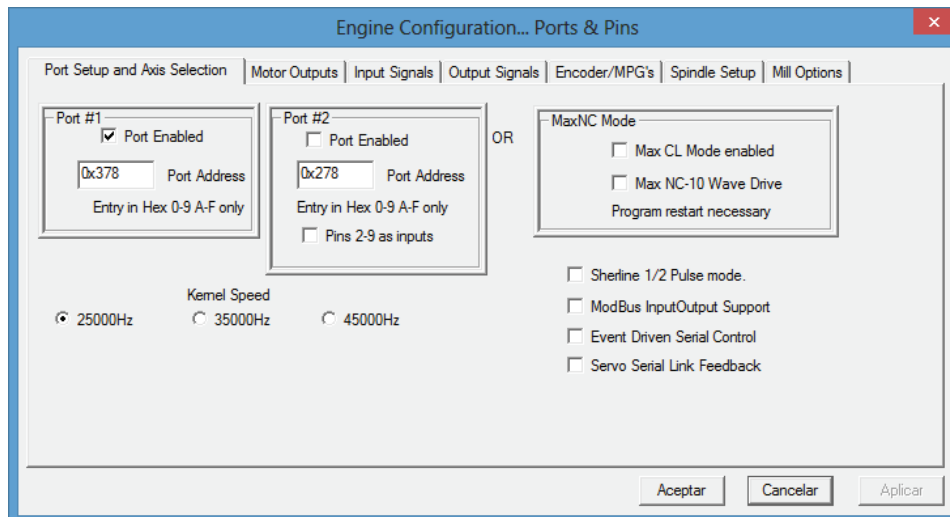 Engine Configuration... Ports & Pins
Port Setup and Axis Selection Motor Outputs Input Signals Output Signals Encoder/MPG's Spindle Setup Mill Options
Port #1
Port Enabled
0x378 Port Address
Entry in Hex 0-9 A-F only
Port #2
Port Enabled
0x278 Port Address
Entry in Hex 0-9 A-F only
Pins 2-9 as inputs
OR
MaxNC Mode
Max CL Mode enabled
Max NC-10 Wave Drive
Program restart necessary
Kernel Speed
25000Hz 35000Hz 45000Hz
Sherline 1/2 Pulse mode.
ModBus InputOutput Support
Event Driven Serial Control
Servo Serial Link Feedback
Aceptar Cancelar Aplicar